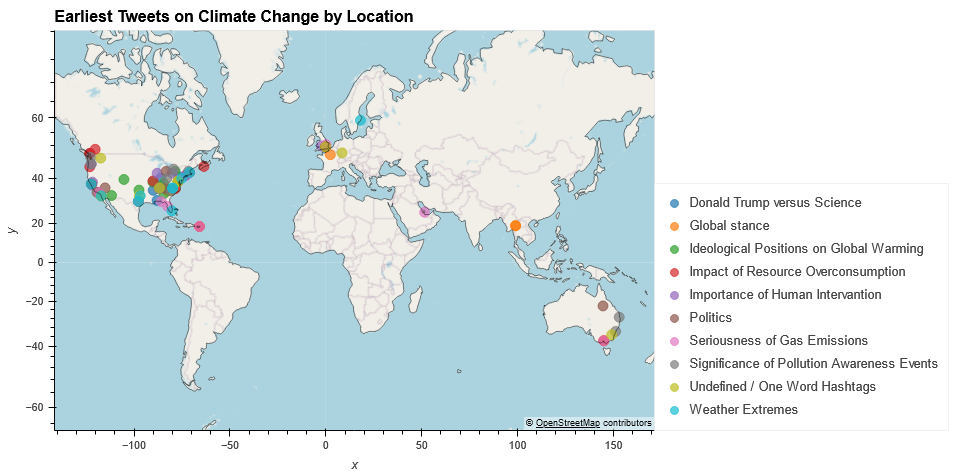 Earliest Tweets on Climate Change by Location
y
60
40
20
0
−20
−40
−60
−100
−50
0
50
100
150
x
© OpenStreetMap contributors
Donald Trump versus Science
Global stance
Ideological Positions on Global Warming
Impact of Resource Overconsumption
Importance of Human Intervantion
Politics
Seriousness of Gas Emissions
Significance of Pollution Awareness Events
Undefined / One Word Hashtags
Weather Extremes